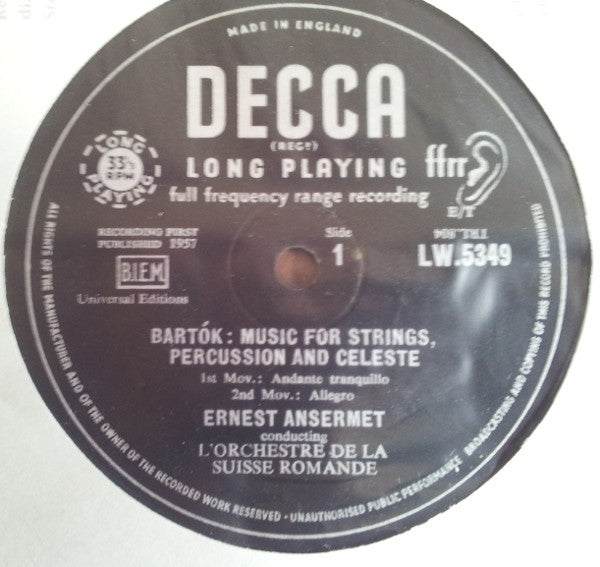 MADE IN ENGLAND
DECCA
(REGD)
LONG PLAYING
ffrr
full frequency range recording
LONG PLAYING
33⅓
RPM
E/T
RECORDING FIRST
PUBLISHED 1957
Side
1
LW.5349
B.I.E.M.
Universal Editions
BARTÓK: MUSIC FOR STRINGS,
PERCUSSION AND CELESTE
1st Mov.: Andante tranquillo
2nd Mov.: Allegro
ERNEST ANSERMET
conducting
L'ORCHESTRE DE LA
SUISSE ROMANDE
ALL RIGHTS OF THE MANUFACTURER AND OF THE OWNER OF THE RECORDED WORK RESERVED · UNAUTHORISED PUBLIC PERFORMANCE BROADCASTING AND COPYING OF THIS RECORD PROHIBITED